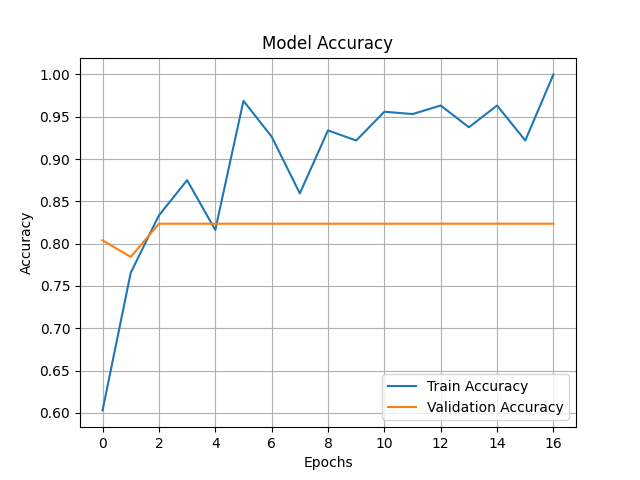 Model Accuracy
1.00
0.95
0.90
0.85
0.80
0.75
0.70
0.65
0.60
Accuracy
Train Accuracy
Validation Accuracy
0 2 4 6 8 10 12 14 16
Epochs